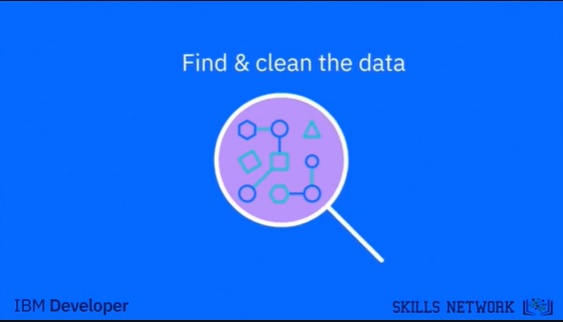 Find & clean the data
IBM Developer
SKILLS NETWORK